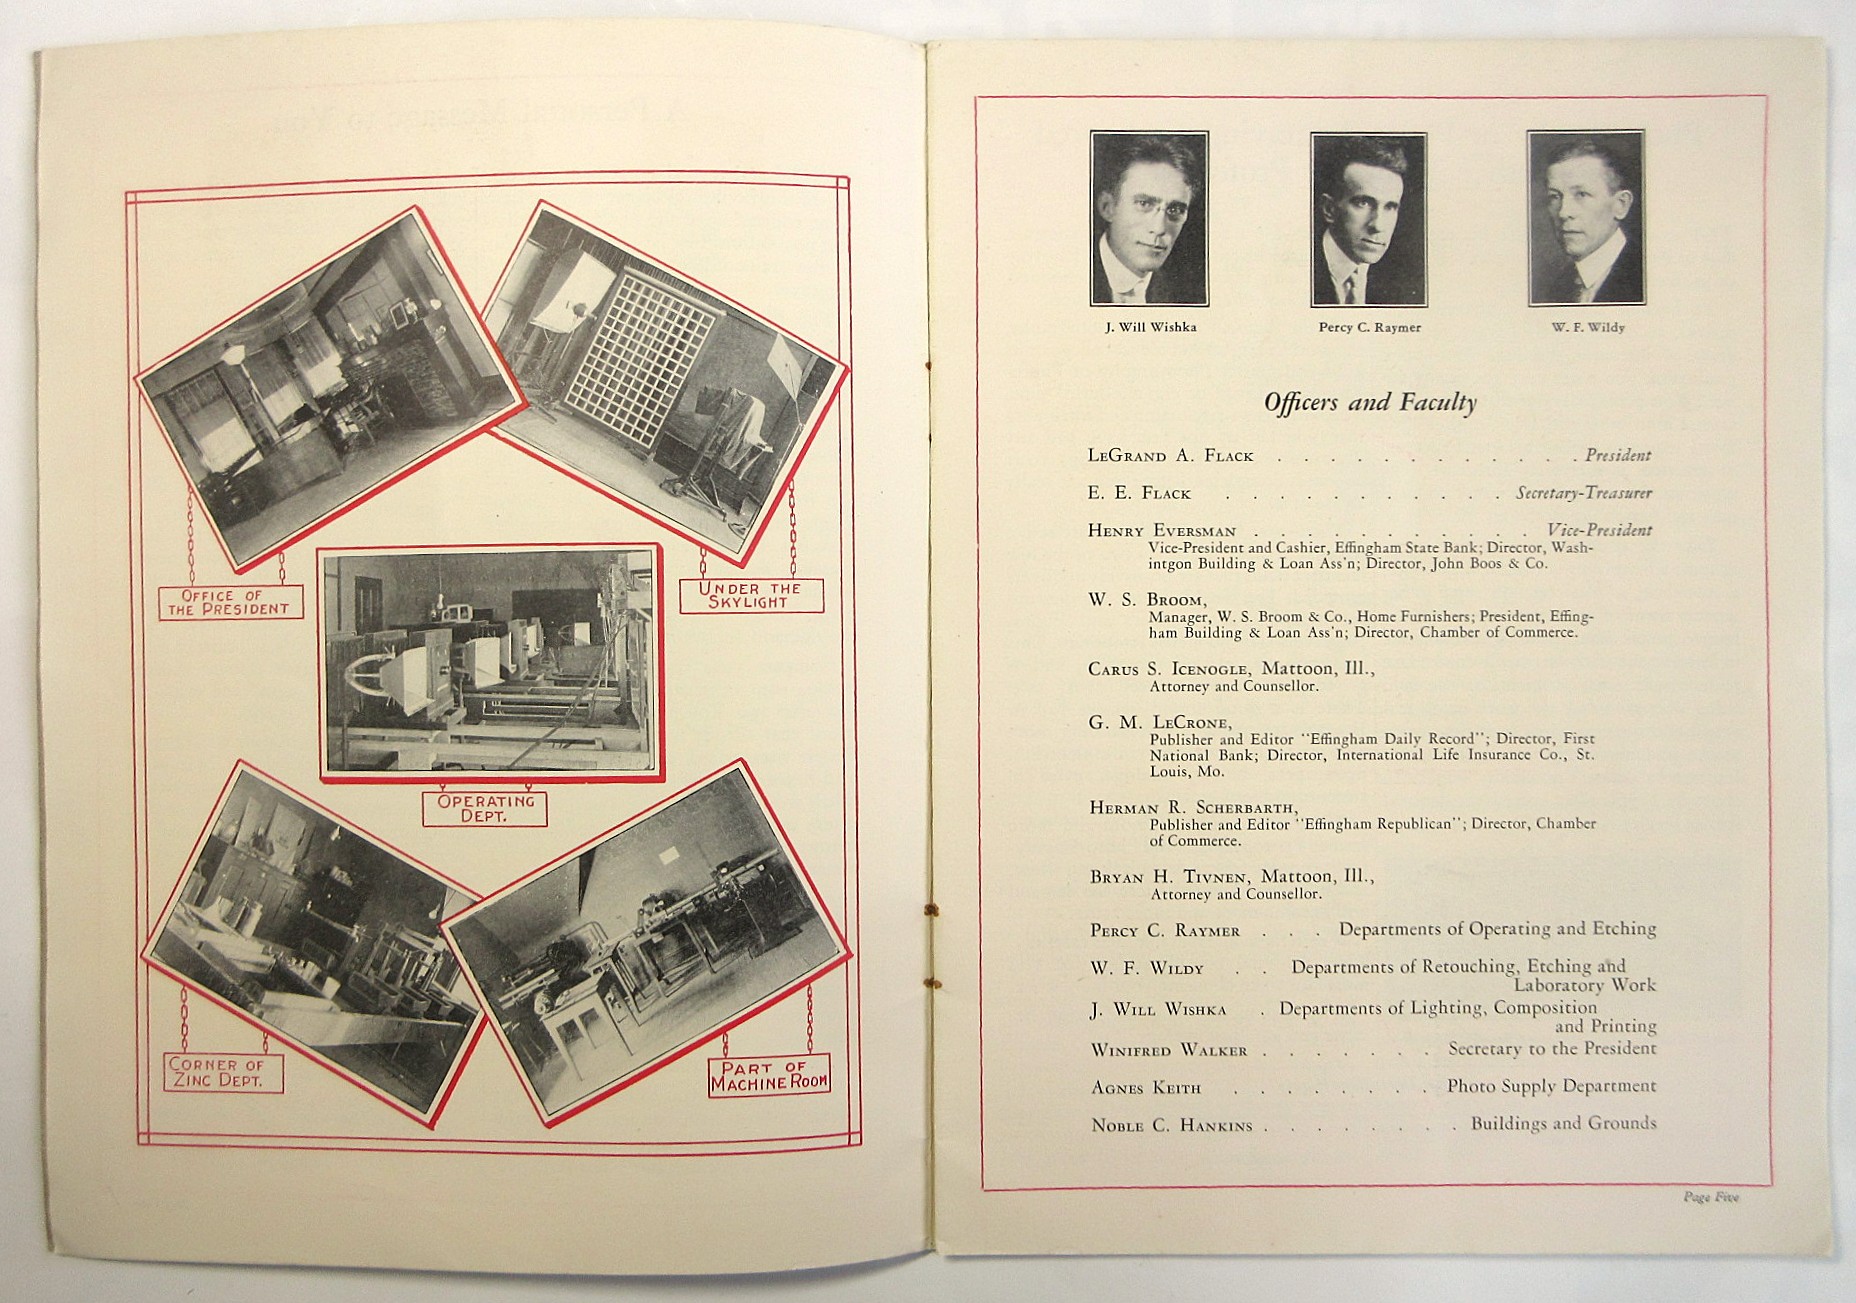 OFFICE OF
THE PRESIDENT
UNDER THE
SKYLIGHT
OPERATING
DEPT.
CORNER OF
ZINC DEPT.
PART OF
MACHINE ROOM
J. Will Wishka
Percy C. Raymer
W. F. Wildy
Officers and Faculty
LeGrand A. Flack . . . . . . . . . . . . . President
E. E. Flack . . . . . . . . . . . Secretary-Treasurer
Henry Eversman . . . . . . . . . . . Vice-President
Vice-President and Cashier, Effingham State Bank; Director, Wash-
intgon Building & Loan Ass'n; Director, John Boos & Co.
W. S. Broom,
Manager, W. S. Broom & Co., Home Furnishers; President, Effing-
ham Building & Loan Ass'n; Director, Chamber of Commerce.
Carus S. Icenogle, Mattoon, Ill.,
Attorney and Counsellor.
G. M. LeCrone,
Publisher and Editor "Effingham Daily Record"; Director, First
National Bank; Director, International Life Insurance Co., St.
Louis, Mo.
Herman R. Scherbarth,
Publisher and Editor "Effingham Republican"; Director, Chamber
of Commerce.
Bryan H. Tivnen, Mattoon, Ill.,
Attorney and Counsellor.
Percy C. Raymer . . . Departments of Operating and Etching
W. F. Wildy . . Departments of Retouching, Etching and
Laboratory Work
J. Will Wishka . Departments of Lighting, Composition
and Printing
Winifred Walker . . . . . . . Secretary to the President
Agnes Keith . . . . . . . . Photo Supply Department
Noble C. Hankins . . . . . . . . Buildings and Grounds
Page Five